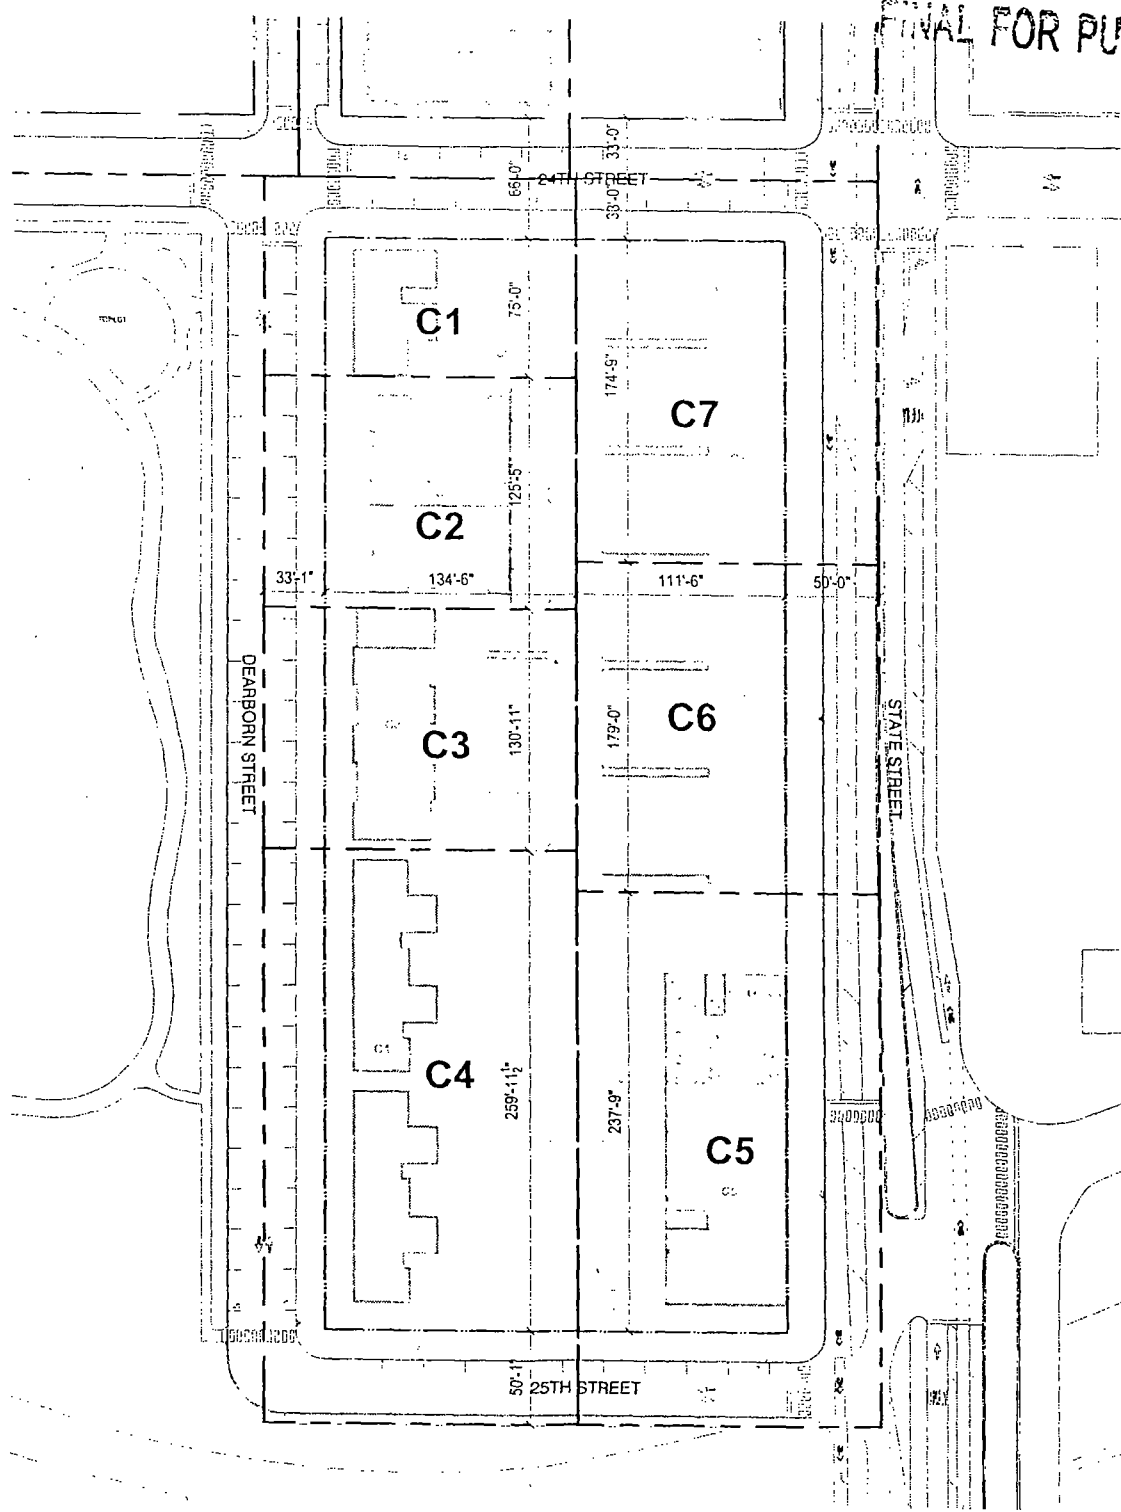 FINAL FOR PU
33'-0"
66'-0"
24TH STREET
33'-0"
C1
75'-0"
174'-9"
C7
125'-5"
C2
33'-1"
134'-6"
111'-6"
50'-0"
DEARBORN STREET
C3
130'-11"
179'-0"
C6
STATE STREET
C1
C4
259'-11½"
237'-9"
C5
50'-1"
25TH STREET